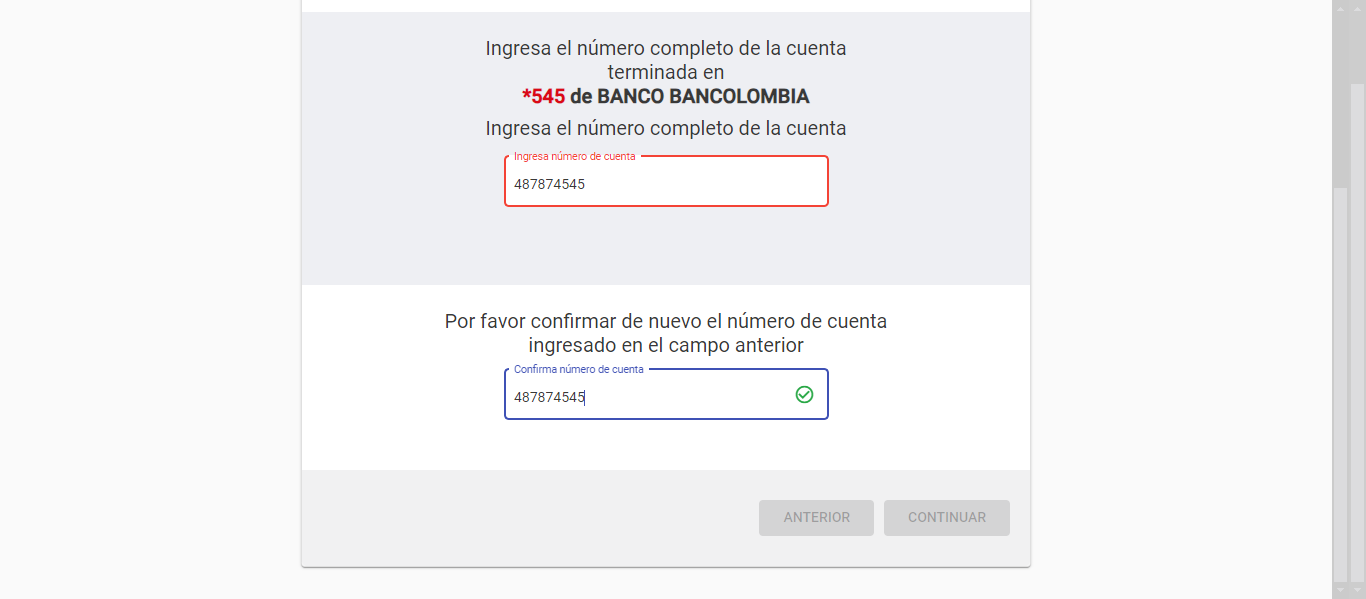 Ingresa el número completo de la cuenta
terminada en
*545 de BANCO BANCOLOMBIA
Ingresa el número completo de la cuenta
Ingresa número de cuenta
487874545
Por favor confirmar de nuevo el número de cuenta
ingresado en el campo anterior
Confirma número de cuenta
487874545
ANTERIOR CONTINUAR